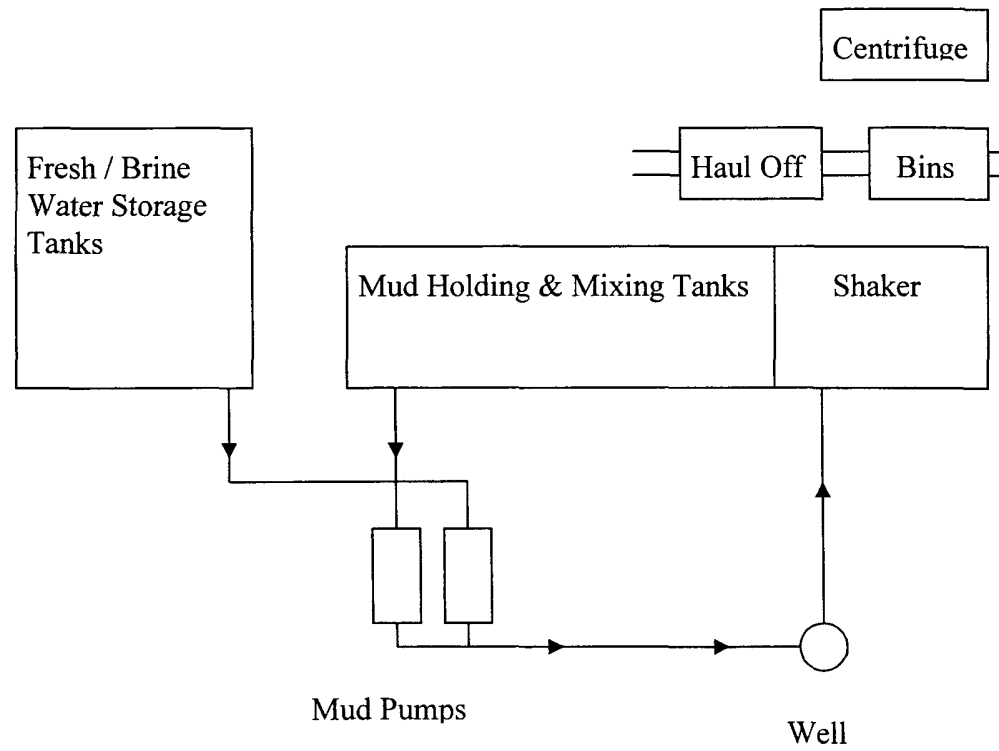 Centrifuge
Fresh / Brine
Water Storage
Tanks
Haul Off
Bins
Mud Holding & Mixing Tanks
Shaker
Mud Pumps
Well